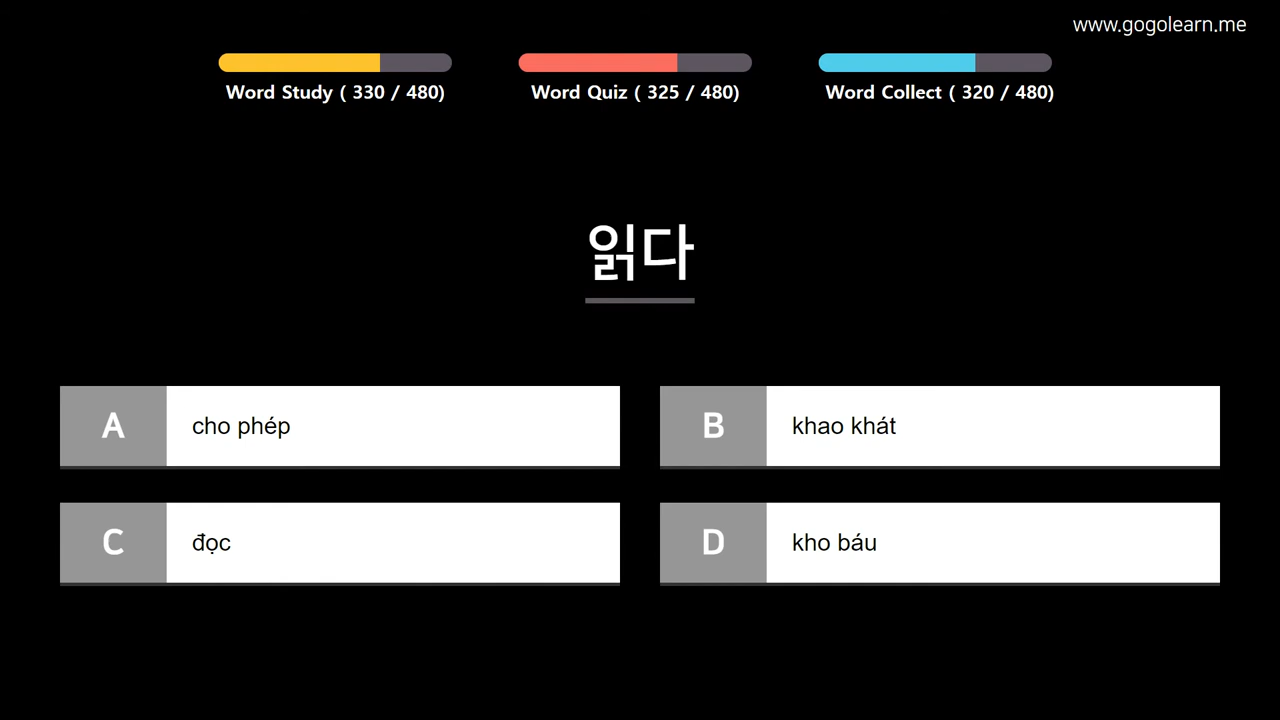 www.gogolearn.me
Word Study ( 330 / 480)
Word Quiz ( 325 / 480)
Word Collect ( 320 / 480)
읽다
A cho phép
B khao khát
C đọc
D kho báu